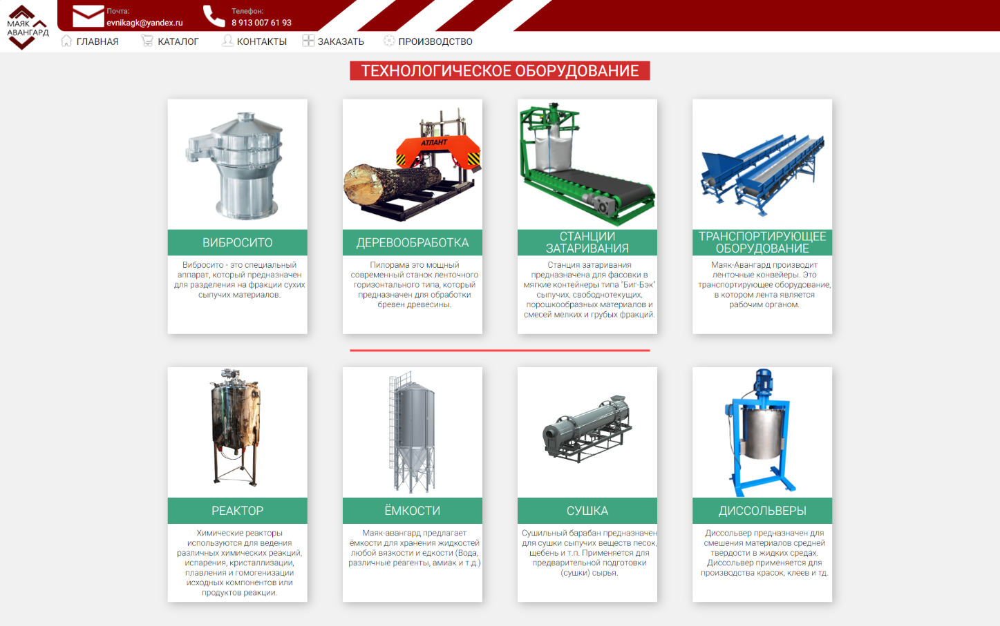 МАЯК
АВАНГАРД
Почта:
evnikagk@yandex.ru
Телефон:
8 913 007 61 93
ГЛАВНАЯ
КАТАЛОГ
КОНТАКТЫ
ЗАКАЗАТЬ
ПРОИЗВОДСТВО
ТЕХНОЛОГИЧЕСКОЕ ОБОРУДОВАНИЕ
ВИБРОСИТО
Вибросито - это специальный
аппарат, который предназначен
для разделения на фракции сухих
сыпучих материалов.
АТЛАНТ
ДЕРЕВООБРАБОТКА
Пилорама это мощный
современный станок ленточного
горизонтального типа, который
предназначен для обработки
бревен древесины.
СТАНЦИИ
ЗАТАРИВАНИЯ
Станция затаривания
предназначена для фасовки в
мягкие контейнеры типа "Биг-Бэк"
сыпучих, свободнотекущих,
порошкообразных материалов и
смесей мелких и грубых фракций.
ТРАНСПОРТИРУЮЩЕЕ
ОБОРУДОВАНИЕ
Маяк-Авангард производит
ленточные конвейеры. Это
транспортирующее оборудование,
в котором лента является
рабочим органом.
РЕАКТОР
Химические реакторы
используются для ведения
различных химических реакций,
испарения, кристаллизации,
плавления и гомогенизации
исходных компонентов или
продуктов реакции.
ЁМКОСТИ
Маяк-авангард предлагает
ёмкости для хранения жидкостей
любой вязкости и едкости (Вода,
различные реагенты, амиак и т.д.)
СУШКА
Сушильный барабан предназначен
для сушки сыпучих веществ песок,
щебень и т.п. Применяется для
предварительной подготовки
(сушки) сырья.
ДИССОЛЬВЕРЫ
Диссольвер предназначен для
смешения материалов средней
твердости в жидких средах.
Диссольвер применяется для
производства красок, клеев и тд.